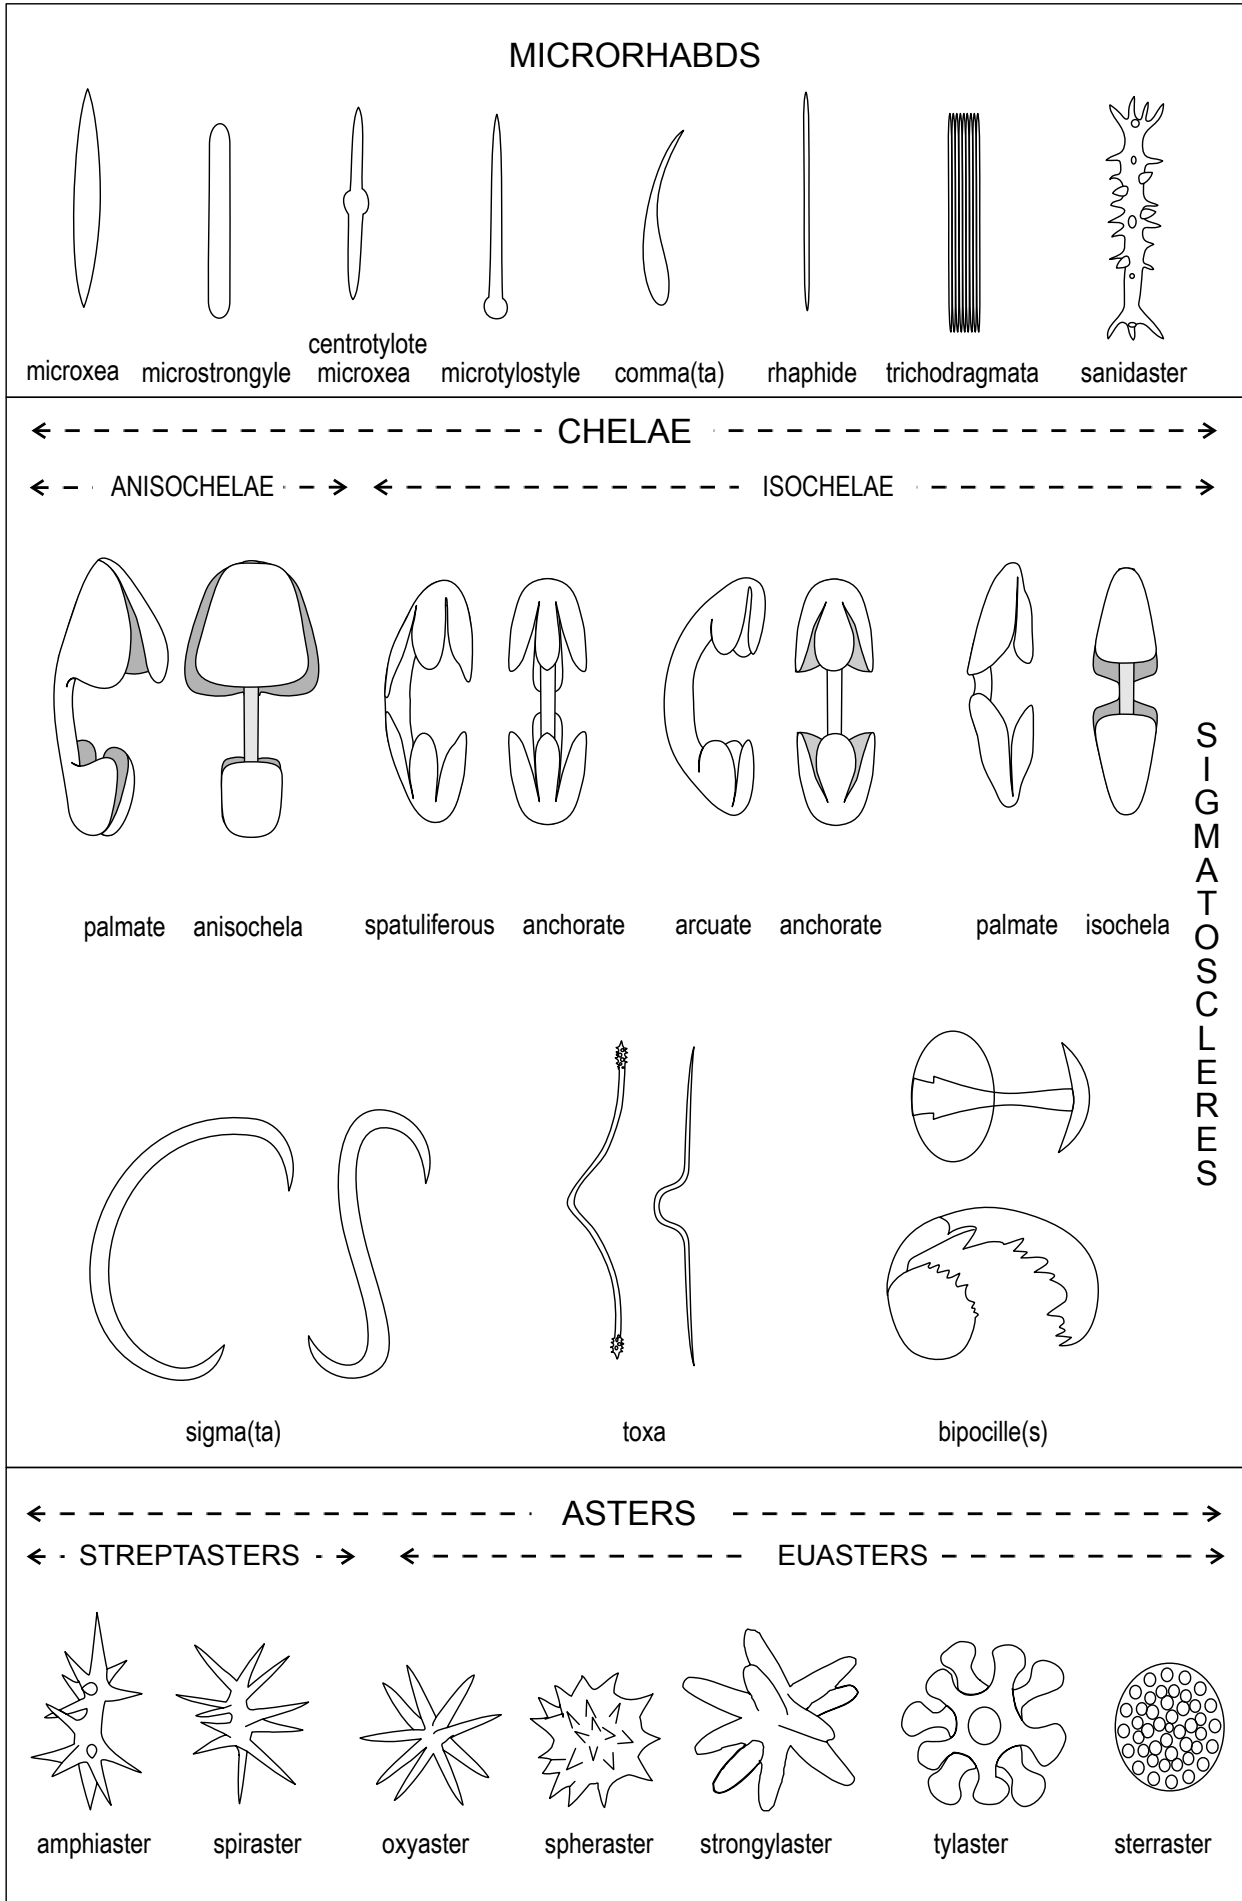 MICRORHABDS
microxea microstrongyle centrotylote microxea microtylostyle comma(ta) rhaphide trichodragmata sanidaster
CHELAE
ANISOCHELAE ISOCHELAE
palmate anisochela spatuliferous anchorate arcuate anchorate palmate isochela
SIGMATOSCLERES
sigma(ta) toxa bipocille(s)
ASTERS
STREPTASTERS EUASTERS
amphiaster spiraster oxyaster spheraster strongylaster tylaster sterraster